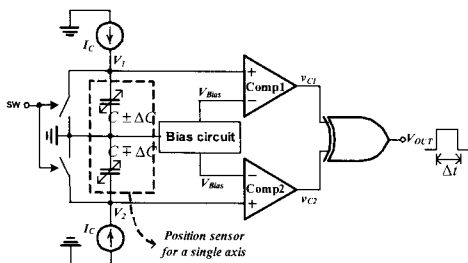 I_C
V_1
SW
C ± ΔC
C ∓ ΔC
V_Bias
Bias circuit
V_Bias
+
−
Comp1
v_C1
−
+
Comp2
v_C2
V_OUT
Δt
V_2
I_C
Position sensor
for a single axis